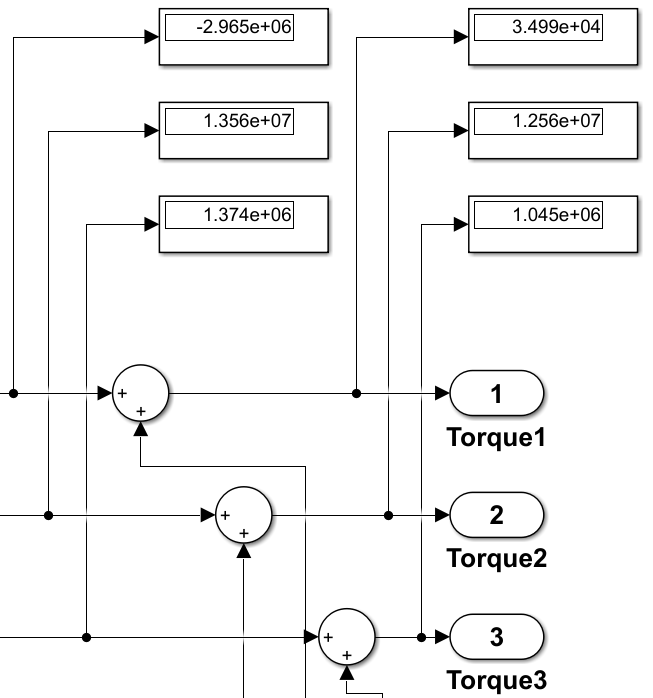 -2.965e+06
3.499e+04
1.356e+07
1.256e+07
1.374e+06
1.045e+06
+
+
1
Torque1
+
+
2
Torque2
+
+
3
Torque3